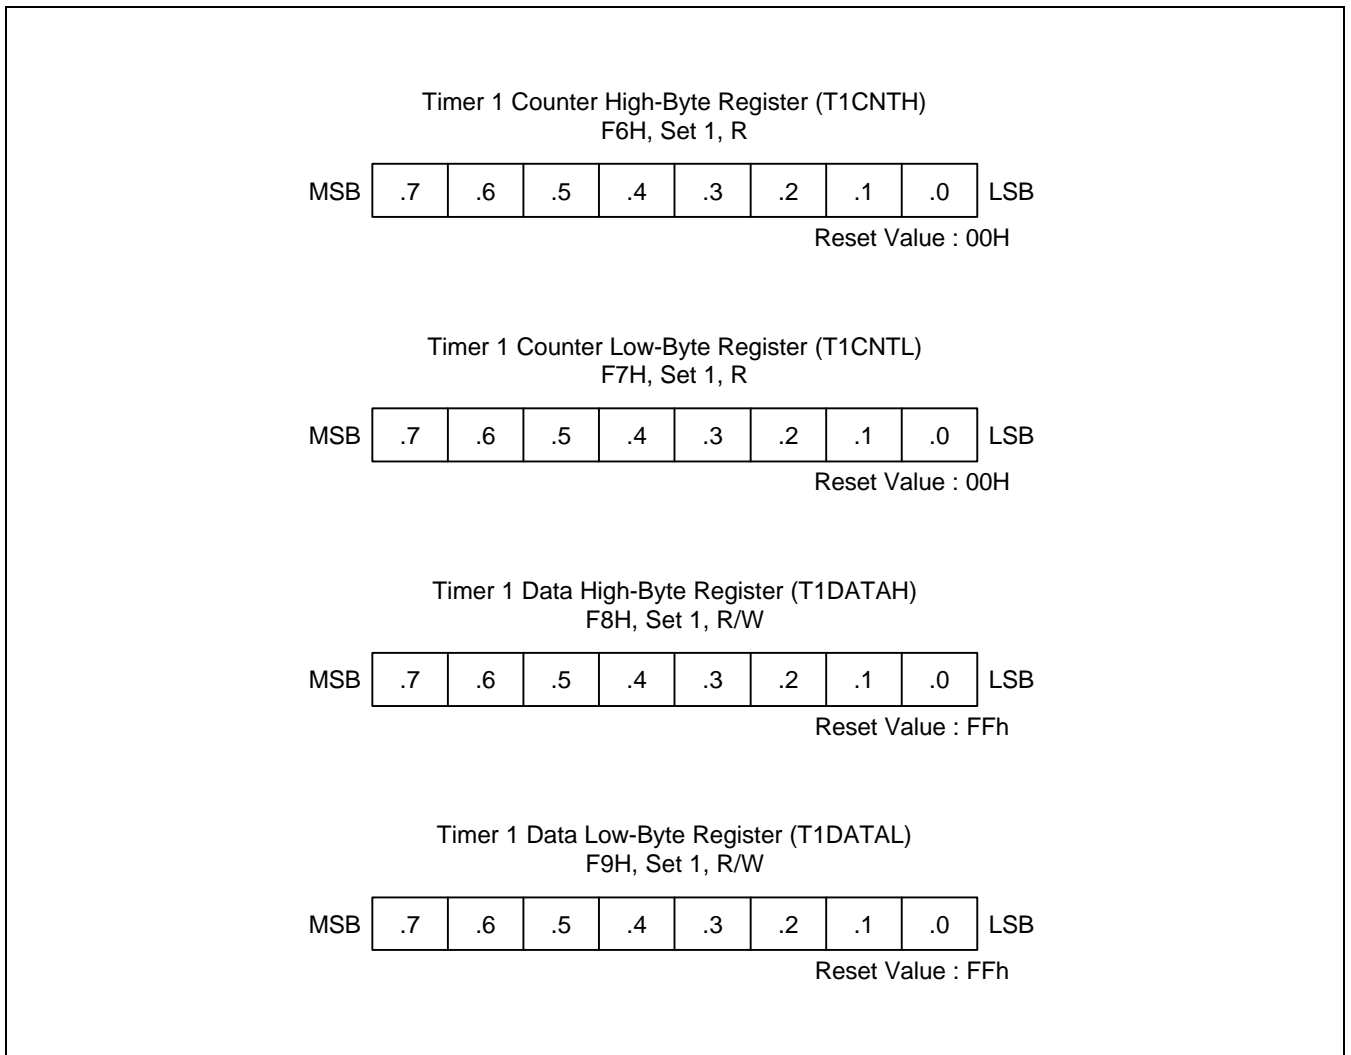 Timer 1 Counter High-Byte Register (T1CNTH)
F6H, Set 1, R
MSB .7 .6 .5 .4 .3 .2 .1 .0 LSB
Reset Value : 00H
Timer 1 Counter Low-Byte Register (T1CNTL)
F7H, Set 1, R
MSB .7 .6 .5 .4 .3 .2 .1 .0 LSB
Reset Value : 00H
Timer 1 Data High-Byte Register (T1DATAH)
F8H, Set 1, R/W
MSB .7 .6 .5 .4 .3 .2 .1 .0 LSB
Reset Value : FFh
Timer 1 Data Low-Byte Register (T1DATAL)
F9H, Set 1, R/W
MSB .7 .6 .5 .4 .3 .2 .1 .0 LSB
Reset Value : FFh